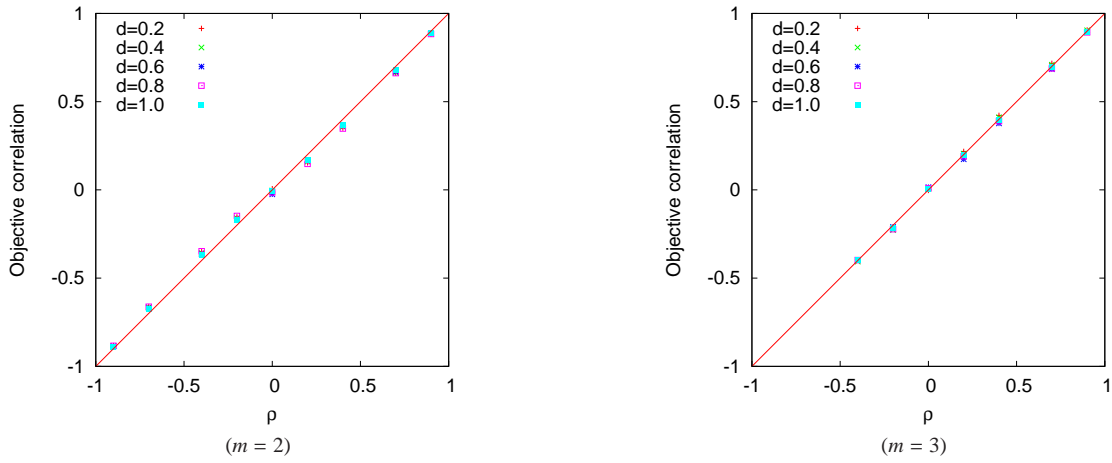 1
0.5
0
-0.5
-1
-1 -0.5 0 0.5 1
Objective correlation
ρ
d=0.2
d=0.4
d=0.6
d=0.8
d=1.0
(m = 2)
1
0.5
0
-0.5
-1
-1 -0.5 0 0.5 1
Objective correlation
ρ
d=0.2
d=0.4
d=0.6
d=0.8
d=1.0
(m = 3)